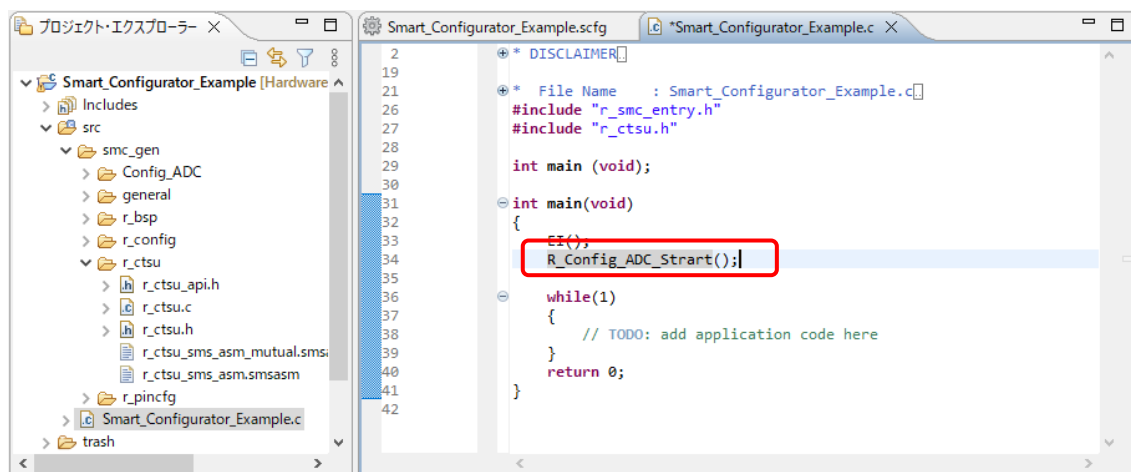 プロジェクト・エクスプローラー
Smart_Configurator_Example [Hardware
Includes
src
smc_gen
Config_ADC
general
r_bsp
r_config
r_ctsu
r_ctsu_api.h
r_ctsu.c
r_ctsu.h
r_ctsu_sms_asm_mutual.smsa
r_ctsu_sms_asm.smsasm
r_pincfg
Smart_Configurator_Example.c
trash
Smart_Configurator_Example.scfg
*Smart_Configurator_Example.c
2 * DISCLAIMER
19
21 * File Name : Smart_Configurator_Example.c
26 #include "r_smc_entry.h"
27 #include "r_ctsu.h"
28
29 int main (void);
30
31 int main(void)
32 {
33 EI();
34 R_Config_ADC_Strart();
35
36 while(1)
37 {
38 // TODO: add application code here
39 }
40 return 0;
41 }
42